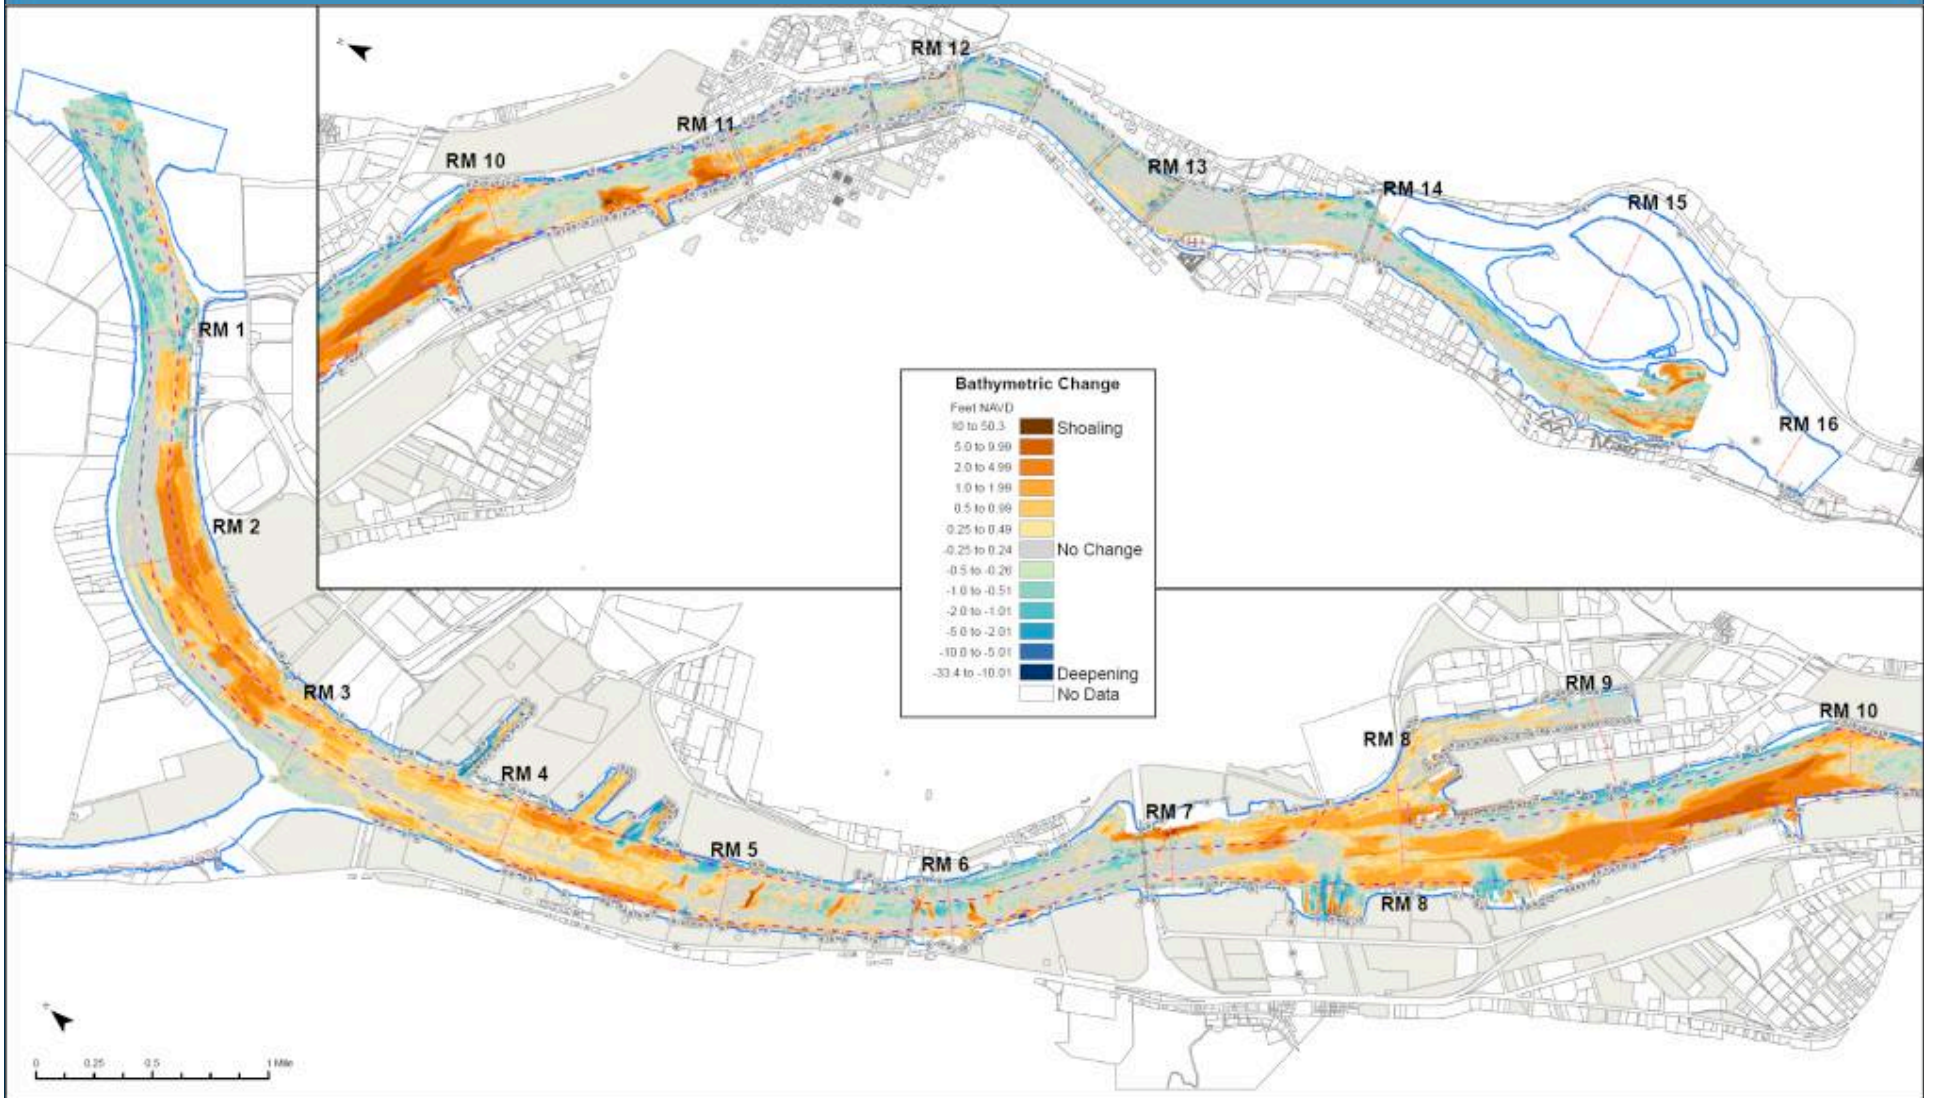 RM 12
RM 11
RM 10
RM 13
RM 14
RM 15
RM 16
RM 1
RM 2
RM 3
RM 4
RM 5
RM 6
RM 7
RM 8
RM 9
RM 10
RM 8
Bathymetric Change
Feet NAVD
10 to 50.3 Shoaling
5.0 to 9.99
2.0 to 4.99
1.0 to 1.99
0.5 to 0.99
0.25 to 0.49
-0.25 to 0.24 No Change
-0.5 to -0.26
-1.0 to -0.51
-2.0 to -1.01
-5.0 to -2.01
-10.0 to -5.01
-33.4 to -10.01 Deepening
No Data
0 0.25 0.5 1 Mile